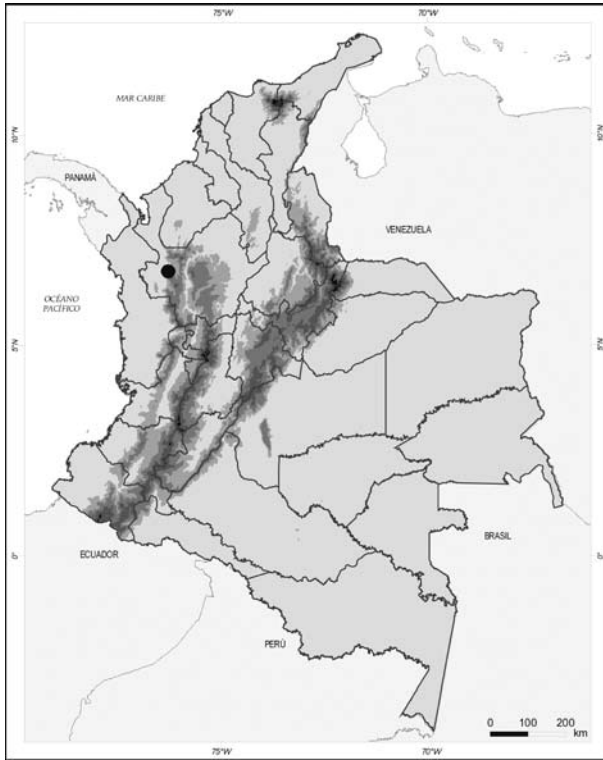 75°W
70°W
MAR CARIBE
10°N
10°N
PANAMÁ
VENEZUELA
OCÉANO
PACÍFICO
5°N
5°N
BRASIL
ECUADOR
0°
0°
PERÚ
0 100 200
km
75°W
70°W